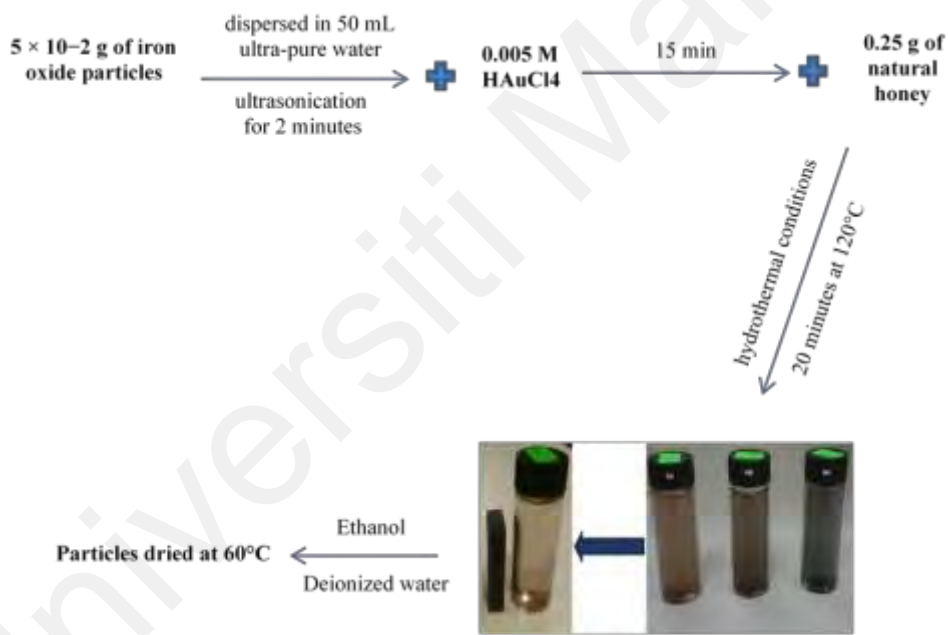 5 × 10−2 g of iron
oxide particles
dispersed in 50 mL
ultra-pure water
ultrasonication
for 2 minutes
0.005 M
HAuCl4
15 min
0.25 g of
natural
honey
hydrothermal conditions
20 minutes at 120°C
Ethanol
Deionized water
Particles dried at 60°C
Universiti Ma